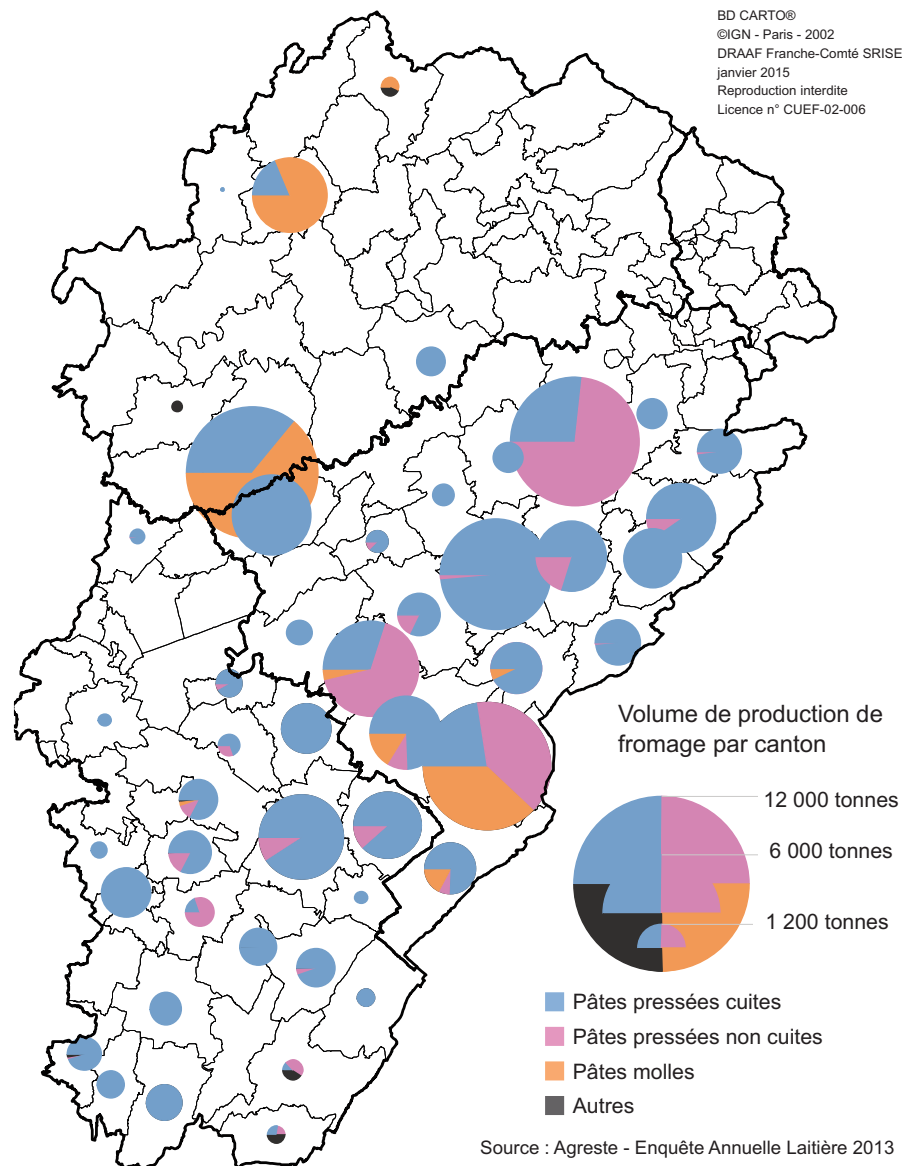 BD CARTO®
©IGN - Paris - 2002
DRAAF Franche-Comté SRISE
janvier 2015
Reproduction interdite
Licence n° CUEF-02-006
Volume de production de
fromage par canton
12 000 tonnes
6 000 tonnes
1 200 tonnes
Pâtes pressées cuites
Pâtes pressées non cuites
Pâtes molles
Autres
Source : Agreste - Enquête Annuelle Laitière 2013